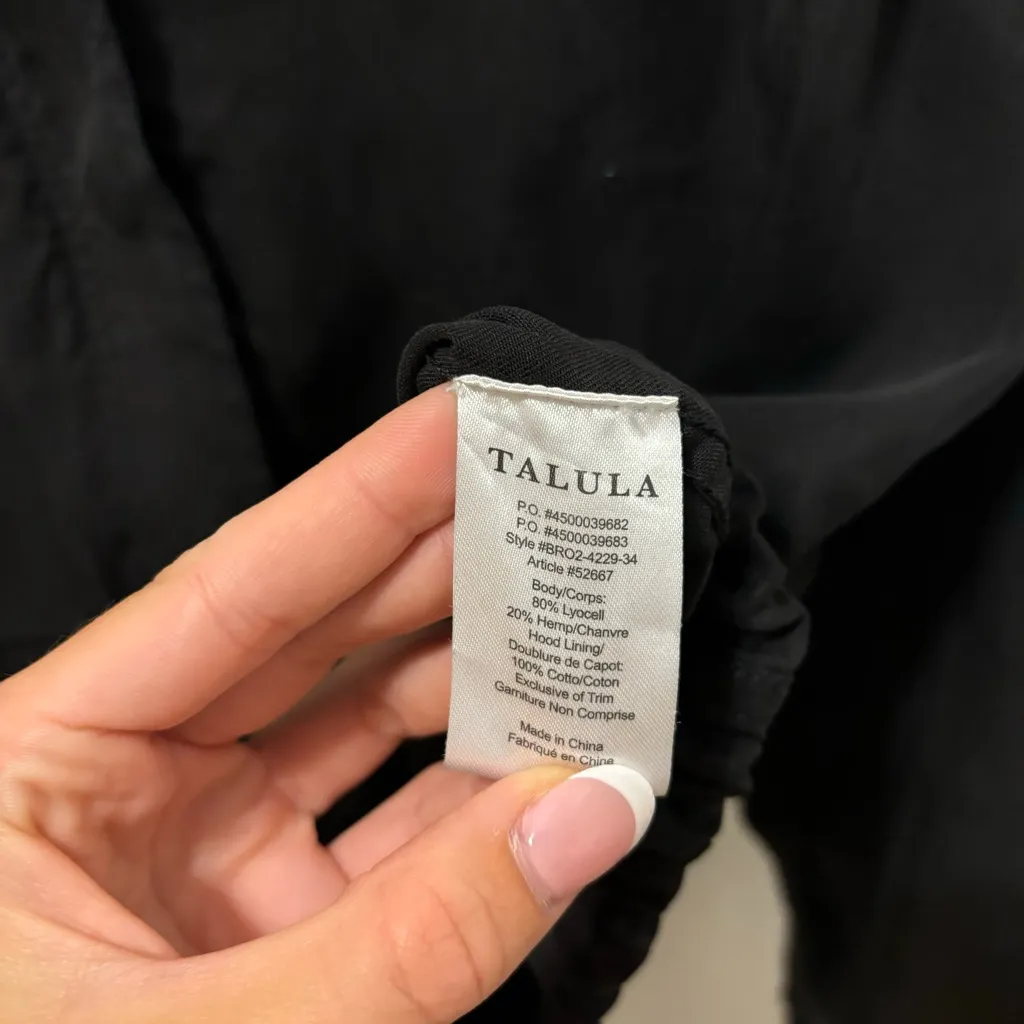 TALULA
P.O. #4500039682
P.O. #4500039683
Style #BRO2-4229-34
Article #52667
Body/Corps:
80% Lyocell
20% Hemp/Chanvre
Hood Lining/
Doublure de Capot:
100% Cotto/Coton
Exclusive of Trim
Garniture Non Comprise
Made in China
Fabriqué en Chine